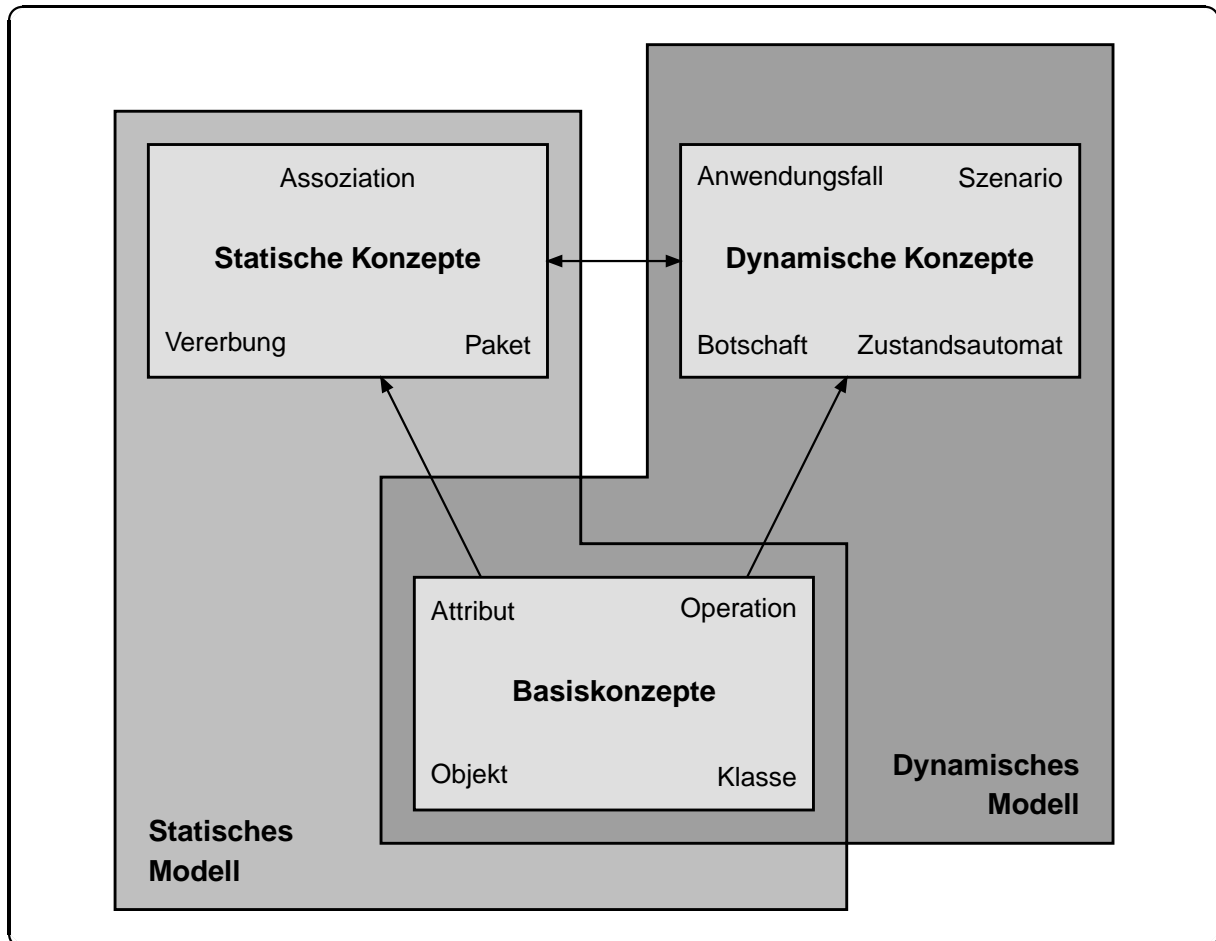 Assoziation
Statische Konzepte
Vererbung Paket
Anwendungsfall Szenario
Dynamische Konzepte
Botschaft Zustandsautomat
Attribut Operation
Basiskonzepte
Objekt Klasse
Statisches
Modell
Dynamisches
Modell